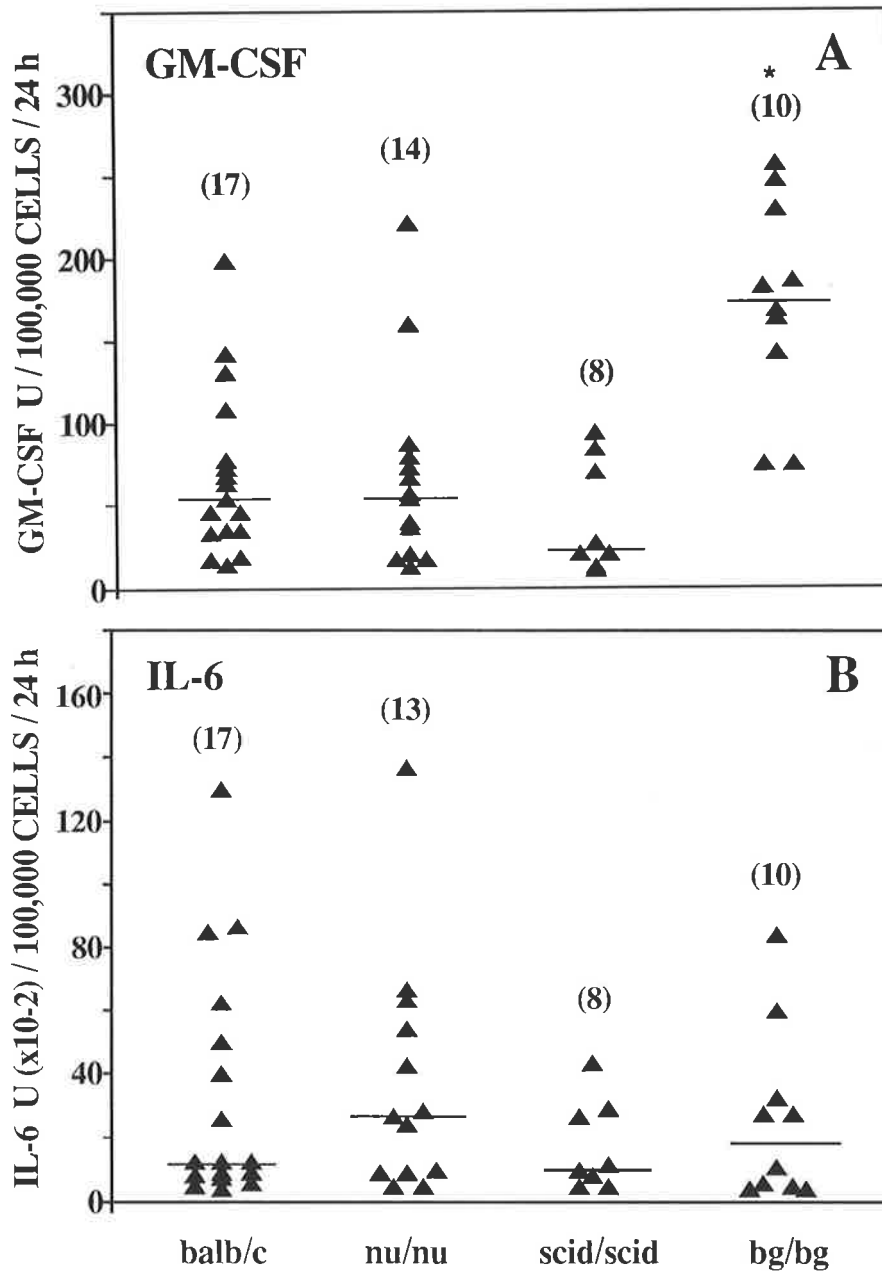 GM-CSF
A
*
(17)
(14)
(8)
(10)
GM-CSF U / 100,000 CELLS / 24 h
300
200
100
0
IL-6
B
(17)
(13)
(8)
(10)
IL-6 U (x10-2) / 100,000 CELLS / 24 h
160
120
80
40
0
balb/c nu/nu scid/scid bg/bg